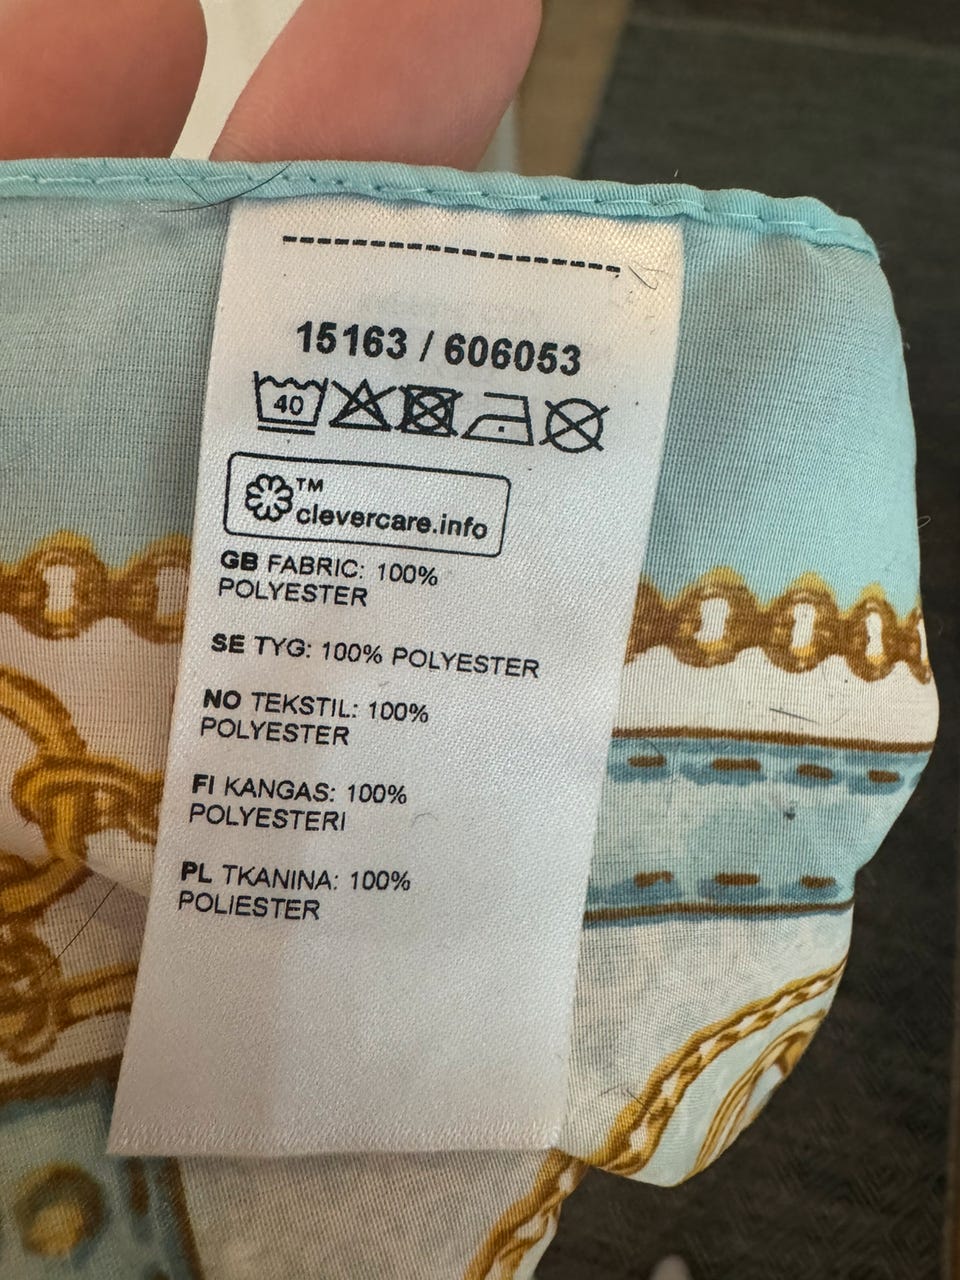 15163 / 606053
40
TM
clevercare.info
GB FABRIC: 100%
POLYESTER
SE TYG: 100% POLYESTER
NO TEKSTIL: 100%
POLYESTER
FI KANGAS: 100%
POLYESTERI
PL TKANINA: 100%
POLIESTER